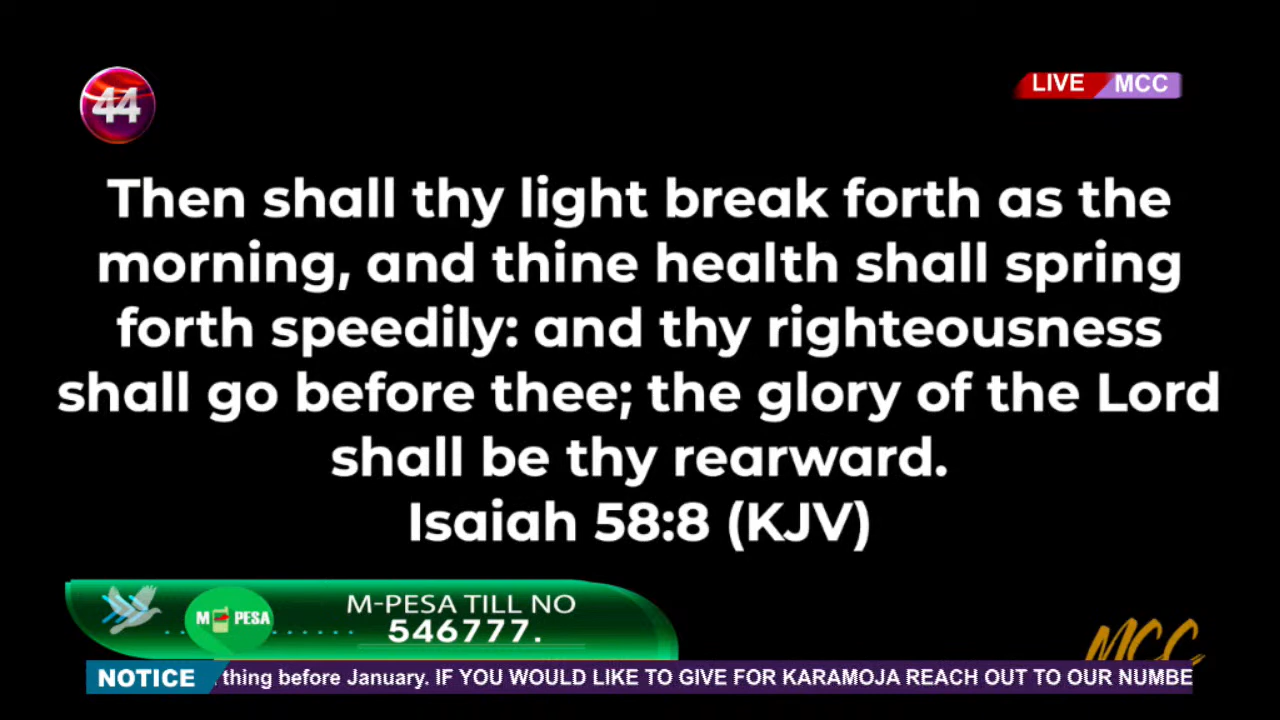 44
LIVE MCC
Then shall thy light break forth as the
morning, and thine health shall spring
forth speedily: and thy righteousness
shall go before thee; the glory of the Lord
shall be thy rearward.
Isaiah 58:8 (KJV)
M-PESA TILL NO
M PESA
546777.
MCC
NOTICE thing before January. IF YOU WOULD LIKE TO GIVE FOR KARAMOJA REACH OUT TO OUR NUMBE